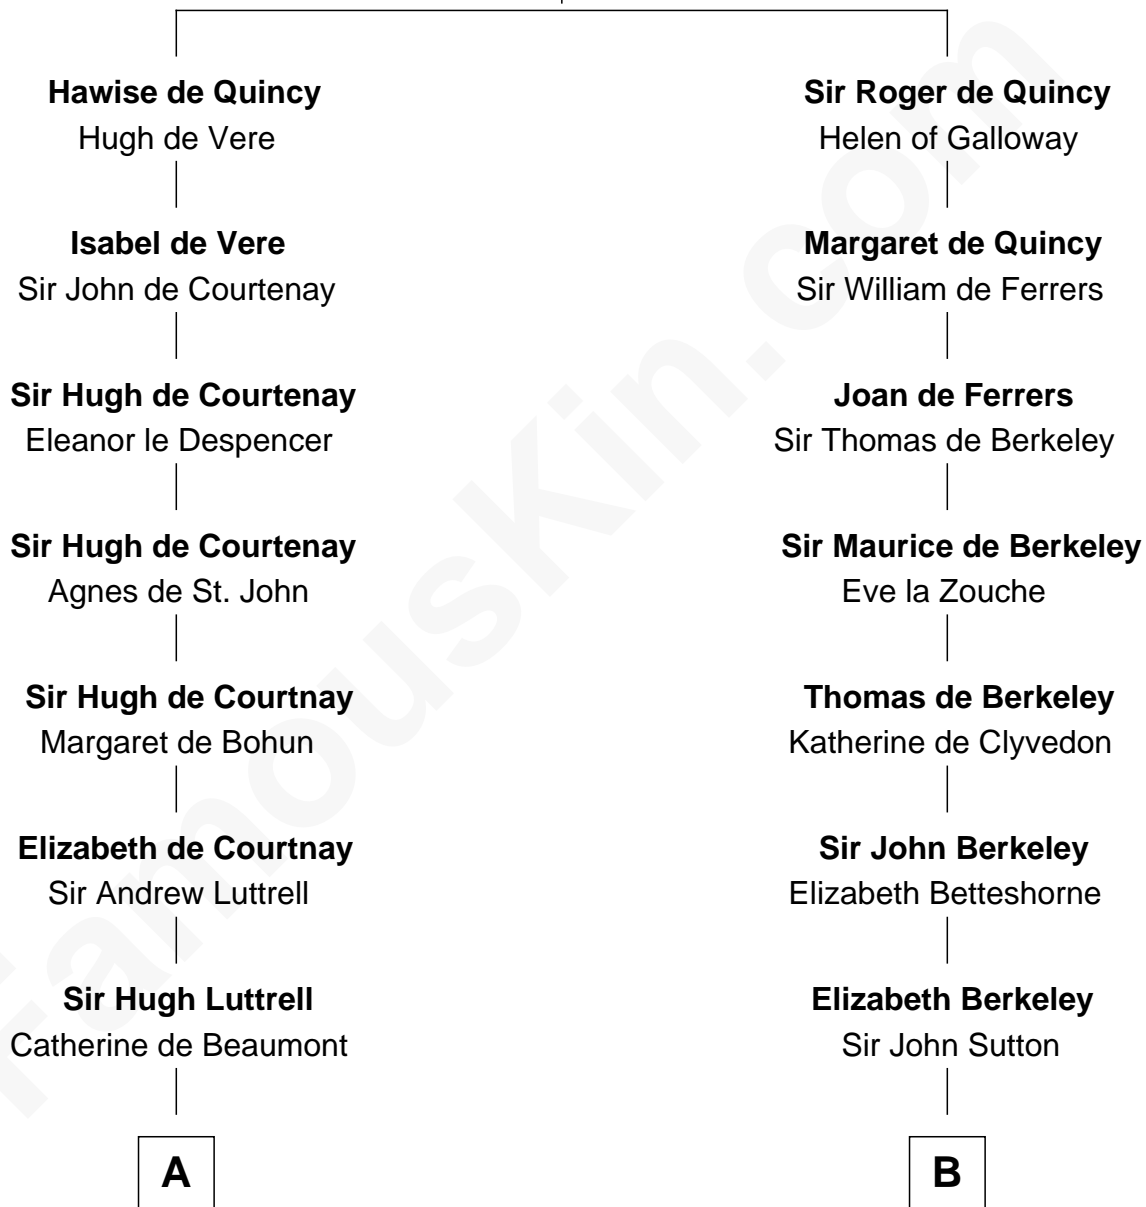 Hawise de Quincy
Hugh de Vere
Isabel de Vere
Sir John de Courtenay
Sir Hugh de Courtenay
Eleanor le Despencer
Sir Hugh de Courtenay
Agnes de St. John
Sir Hugh de Courtnay
Margaret de Bohun
Elizabeth de Courtnay
Sir Andrew Luttrell
Sir Hugh Luttrell
Catherine de Beaumont
A
Sir Roger de Quincy
Helen of Galloway
Margaret de Quincy
Sir William de Ferrers
Joan de Ferrers
Sir Thomas de Berkeley
Sir Maurice de Berkeley
Eve la Zouche
Thomas de Berkeley
Katherine de Clyvedon
Sir John Berkeley
Elizabeth Betteshorne
Elizabeth Berkeley
Sir John Sutton
B
FamousKin.com